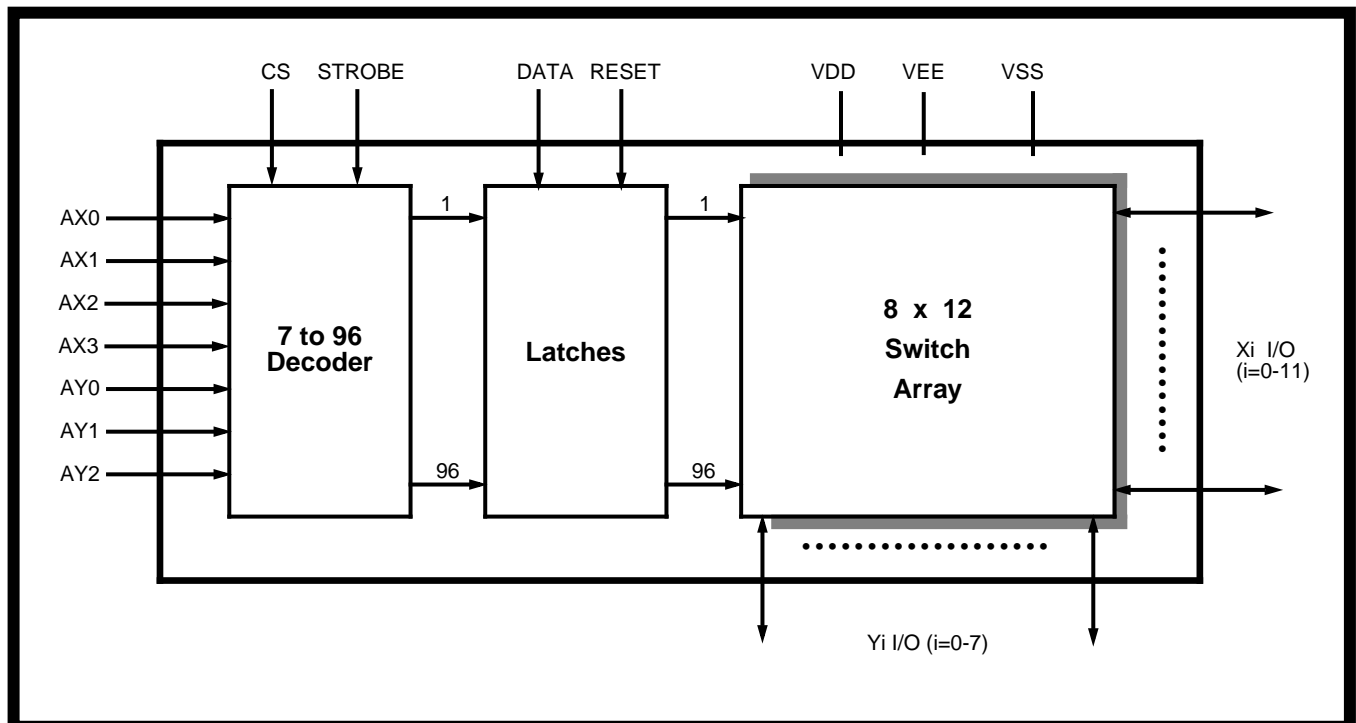 CS STROBE DATA RESET VDD VEE VSS
AX0
AX1
AX2
AX3
AY0
AY1
AY2
7 to 96
Decoder
1
96
Latches
1
96
8 x 12
Switch
Array
Xi I/O
(i=0-11)
Yi I/O (i=0-7)